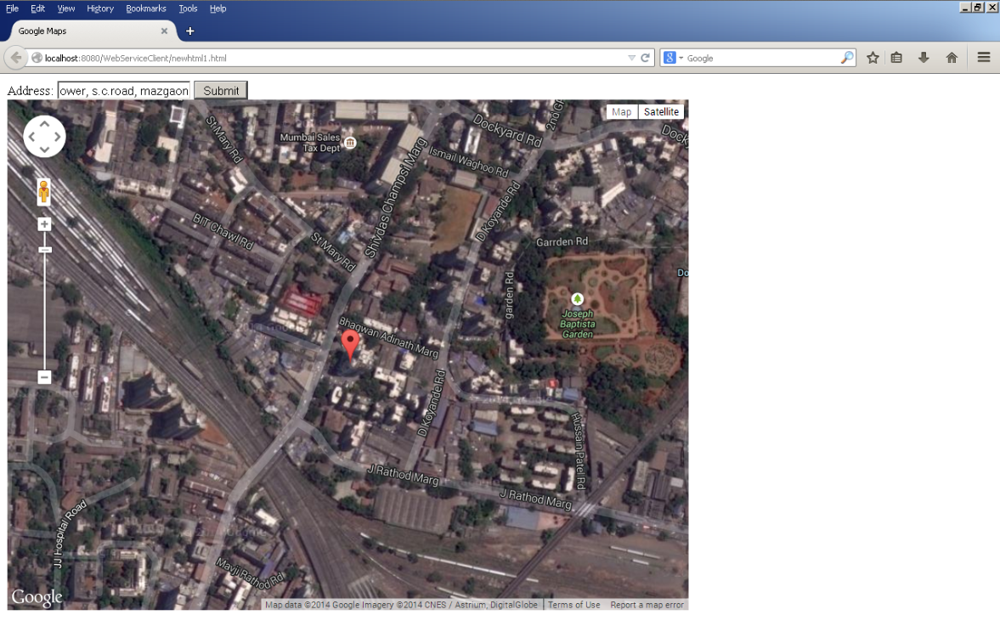 File Edit View History Bookmarks Tools Help
Google Maps
localhost:8080/WebServiceClient/newhtml1.html
Google
Address: ower, s.c.road, mazgaon Submit
Map Satellite
2nd
Dockyard Rd
St Mary Rd
Mumbai Sales
Tax Dept
Ismail Waghoo Rd
Shivdas Champsi Marg
D Koyande Rd
BIT Chawl Rd
St Mary Rd
Garrden Rd
garden Rd
Do
Joseph
Baptista
Garden
Bhagwan Adinath Marg
D Koyande Rd
Hussain Patel Rd
J Rathod Marg
J Rathod Marg
JJ Hospital Road
Mavji Rathod Rd
Google
Map data ©2014 Google Imagery ©2014 CNES / Astrium, DigitalGlobe Terms of Use Report a map error